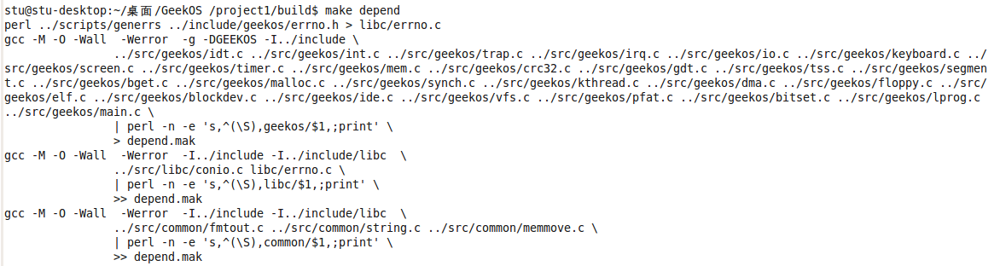 stu@stu-desktop:~/桌面/GeekOS /project1/build$ make depend
perl ../scripts/generrs ../include/geekos/errno.h > libc/errno.c
gcc -M -O -Wall  -Werror  -g -DGEEKOS -I../include \
../src/geekos/idt.c ../src/geekos/int.c ../src/geekos/trap.c ../src/geekos/irq.c ../src/geekos/io.c ../src/geekos/keyboard.c ../
src/geekos/screen.c ../src/geekos/timer.c ../src/geekos/mem.c ../src/geekos/crc32.c ../src/geekos/gdt.c ../src/geekos/tss.c ../src/geekos/segmen
t.c ../src/geekos/bget.c ../src/geekos/malloc.c ../src/geekos/synch.c ../src/geekos/kthread.c ../src/geekos/dma.c ../src/geekos/floppy.c ../src/
geekos/elf.c ../src/geekos/blockdev.c ../src/geekos/ide.c ../src/geekos/vfs.c ../src/geekos/pfat.c ../src/geekos/bitset.c ../src/geekos/lprog.c
../src/geekos/main.c \
| perl -n -e 's,^(\S),geekos/$1,;print' \
> depend.mak
gcc -M -O -Wall  -Werror  -I../include -I../include/libc  \
../src/libc/conio.c libc/errno.c \
| perl -n -e 's,^(\S),libc/$1,;print' \
>> depend.mak
gcc -M -O -Wall  -Werror  -I../include -I../include/libc  \
../src/common/fmtout.c ../src/common/string.c ../src/common/memmove.c \
| perl -n -e 's,^(\S),common/$1,;print' \
>> depend.mak